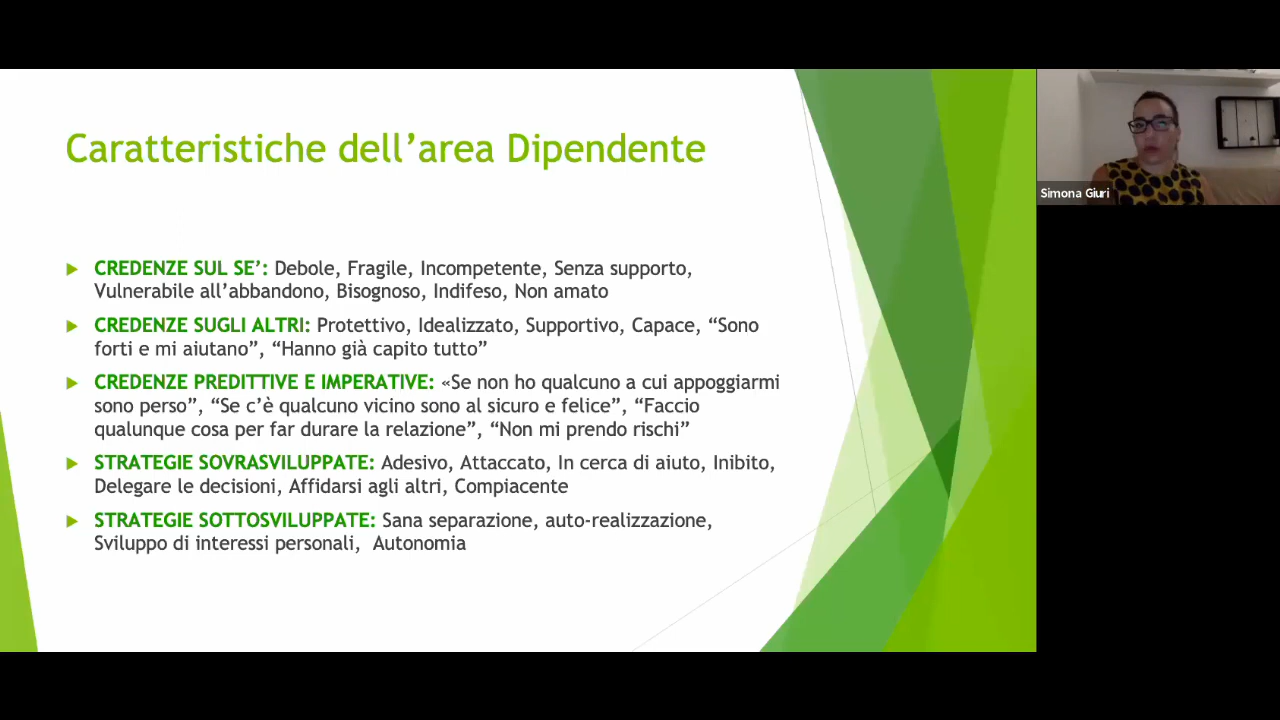 Caratteristiche dell’area Dipendente
CREDENZE SUL SE’: Debole, Fragile, Incompetente, Senza supporto,
Vulnerabile all’abbandono, Bisognoso, Indifeso, Non amato
CREDENZE SUGLI ALTRI: Protettivo, Idealizzato, Supportivo, Capace, “Sono
forti e mi aiutano”, “Hanno già capito tutto”
CREDENZE PREDITTIVE E IMPERATIVE: «Se non ho qualcuno a cui appoggiarmi
sono perso”, “Se c’è qualcuno vicino sono al sicuro e felice”, “Faccio
qualunque cosa per far durare la relazione”, “Non mi prendo rischi”
STRATEGIE SOVRASVILUPPATE: Adesivo, Attaccato, In cerca di aiuto, Inibito,
Delegare le decisioni, Affidarsi agli altri, Compiacente
STRATEGIE SOTTOSVILUPPATE: Sana separazione, auto-realizzazione,
Sviluppo di interessi personali,  Autonomia
Simona Giuri